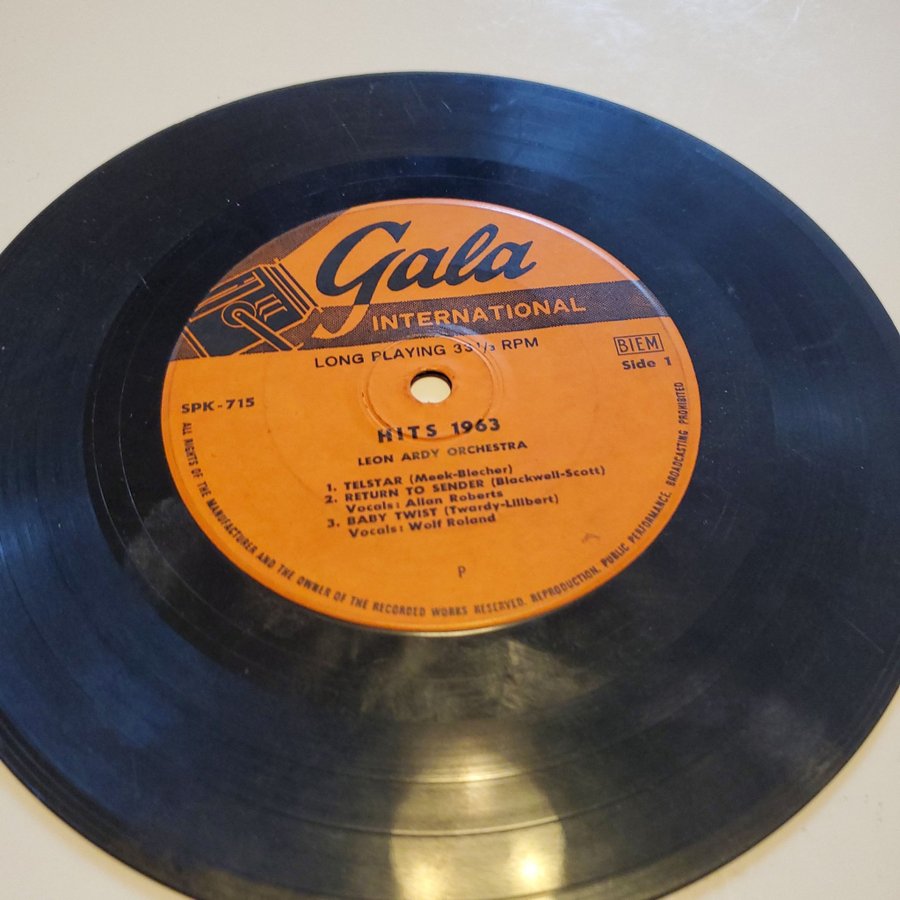 Gala
INTERNATIONAL
LONG PLAYING 33 1/3 RPM
BIEM
Side 1
SPK-715
HITS 1963
LEON ARDY ORCHESTRA
1. TELSTAR (Meek-Blecher)
2. RETURN TO SENDER (Blackwell-Scott)
Vocals: Allan Roberts
3. BABY TWIST (Twardy-Lilibert)
Vocals: Wolf Roland
P
ALL RIGHTS OF THE MANUFACTURER AND THE OWNER OF THE RECORDED WORKS RESERVED. REPRODUCTION, PUBLIC PERFORMANCE, BROADCASTING PROHIBITED